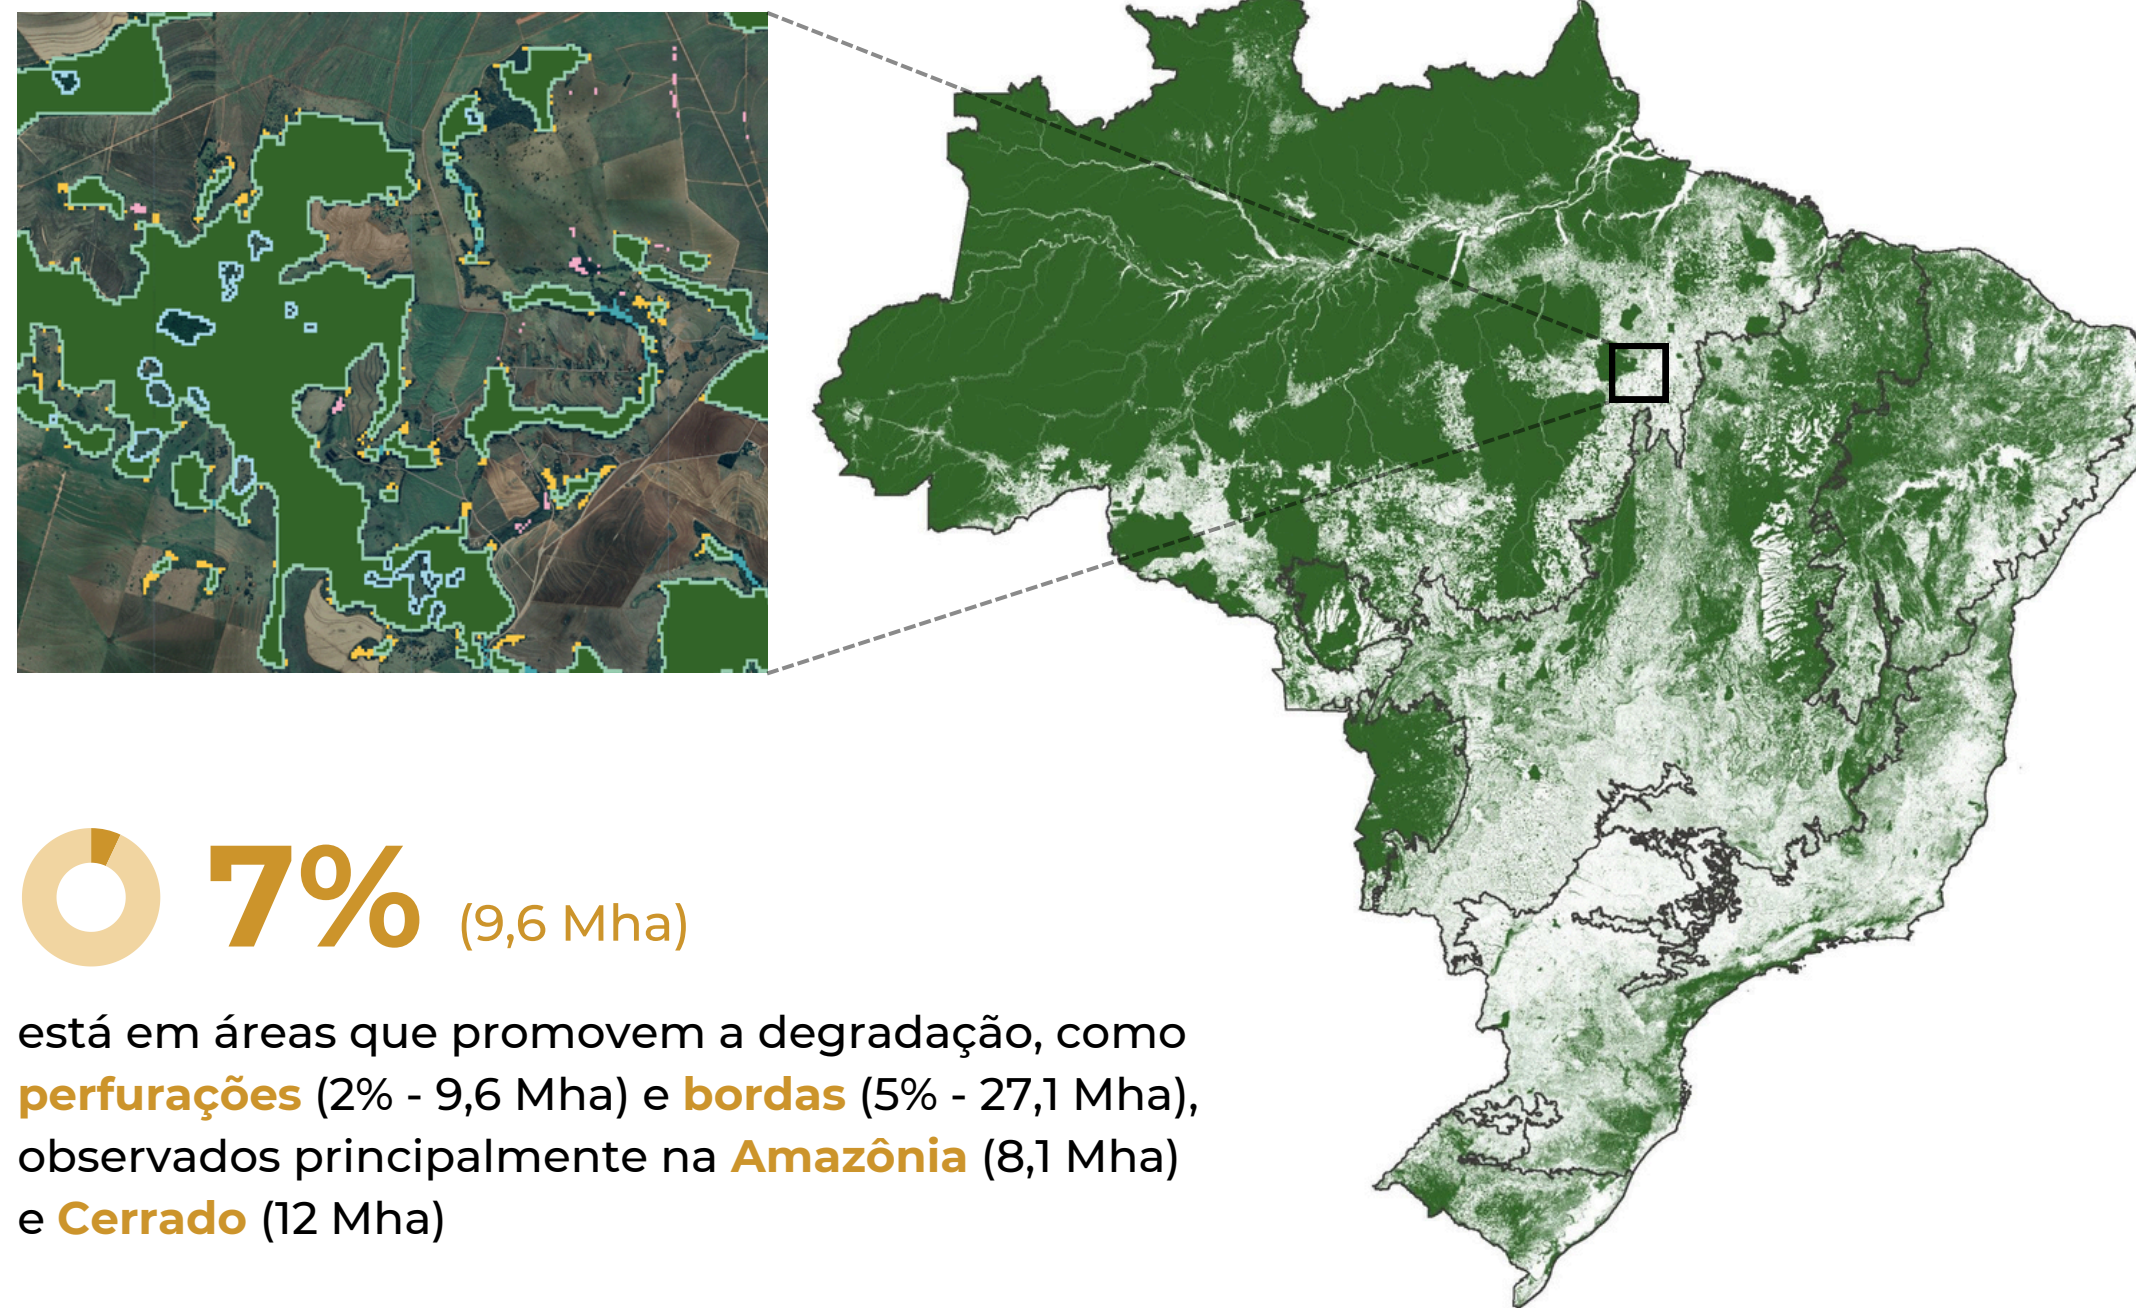 7% (9,6 Mha)
está em áreas que promovem a degradação, como
perfurações (2% - 9,6 Mha) e bordas (5% - 27,1 Mha),
observados principalmente na Amazônia (8,1 Mha)
e Cerrado (12 Mha)